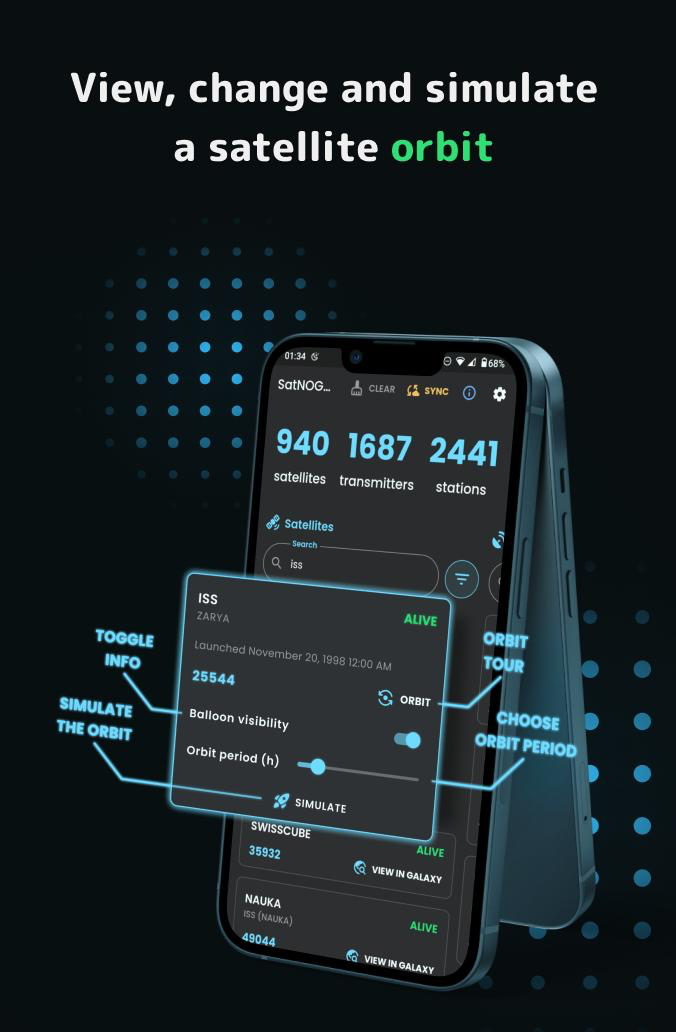 View, change and simulate
a satellite orbit
01:34
68%
SatNOG...
CLEAR
SYNC
940 1687 2441
satellites transmitters stations
Satellites
Search
iss
ISS
ZARYA
ALIVE
Launched November 20, 1998 12:00 AM
25544
ORBIT
Balloon visibility
Orbit period (h)
SIMULATE
TOGGLE
INFO
SIMULATE
THE ORBIT
ORBIT
TOUR
CHOOSE
ORBIT PERIOD
SWISSCUBE
ALIVE
35932
VIEW IN GALAXY
NAUKA
ISS (NAUKA)
ALIVE
49044
VIEW IN GALAXY